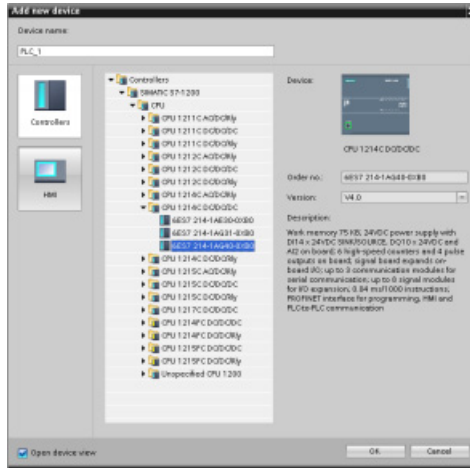 Add new device
Device name:
PLC_1
Controllers
HMI
Controllers
SIMATIC S7-1200
CPU
CPU 1211C AC/DC/Rly
CPU 1211C DC/DC/DC
CPU 1211C DC/DC/Rly
CPU 1212C AC/DC/Rly
CPU 1212C DC/DC/DC
CPU 1212C DC/DC/Rly
CPU 1214C AC/DC/Rly
CPU 1214C DC/DC/DC
6ES7 214-1AE30-0XB0
6ES7 214-1AG31-0XB0
6ES7 214-1AG40-0XB0
CPU 1214C DC/DC/Rly
CPU 1215C AC/DC/Rly
CPU 1215C DC/DC/DC
CPU 1215C DC/DC/Rly
CPU 1217C DC/DC/DC
CPU 1214FC DC/DC/DC
CPU 1214FC DC/DC/Rly
CPU 1215FC DC/DC/DC
CPU 1215FC DC/DC/Rly
Unspecified CPU 1200
Device:
CPU 1214C DC/DC/DC
Order no.:
6ES7 214-1AG40-0XB0
Version:
V4.0
Description:
Work memory 75 KB; 24VDC power supply with
DI14 x 24VDC SINK/SOURCE, DQ10 x 24VDC and
AI2 on board; 6 high-speed counters and 4 pulse
outputs on board; signal board expands on-
board I/O; up to 3 communication modules for
serial communication; up to 8 signal modules
for I/O expansion; 0.04 ms/1000 instructions;
PROFINET interface for programming, HMI and
PLC-to-PLC communication
Open device view
OK
Cancel